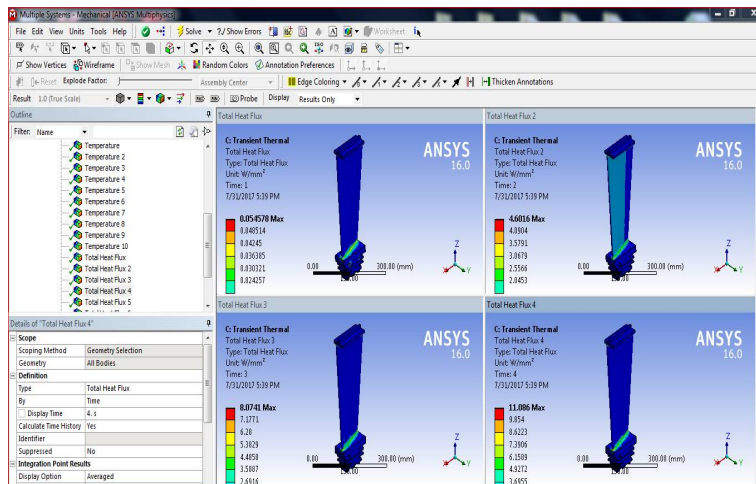 Multiple Systems - Mechanical [ANSYS Multiphysics]
File Edit View Units Tools Help Solve ?/ Show Errors Worksheet
Show Vertices Wireframe Show Mesh Random Colors Annotation Preferences
Reset Explode Factor: Assembly Center Edge Coloring Thicken Annotations
Result 1.0 (True Scale) Probe Display Results Only
Outline
Filter: Name
Temperature
Temperature 2
Temperature 3
Temperature 4
Temperature 5
Temperature 6
Temperature 7
Temperature 8
Temperature 9
Temperature 10
Total Heat Flux
Total Heat Flux 2
Total Heat Flux 3
Total Heat Flux 4
Total Heat Flux 5
Details of "Total Heat Flux 4"
Scope
Scoping Method Geometry Selection
Geometry All Bodies
Definition
Type Total Heat Flux
By Time
Display Time 4. s
Calculate Time History Yes
Identifier
Suppressed No
Integration Point Results
Display Option Averaged
Total Heat Flux
C: Transient Thermal
Total Heat Flux
Type: Total Heat Flux
Unit: W/mm²
Time: 1
7/31/2017 5:39 PM
0.054578 Max
0.048514
0.04245
0.036385
0.030321
0.024257
ANSYS
16.0
0.00 300.00 (mm)
150.00
Z
X Y
Total Heat Flux 2
C: Transient Thermal
Total Heat Flux 2
Type: Total Heat Flux
Unit: W/mm²
Time: 2
7/31/2017 5:39 PM
4.6016 Max
4.0904
3.5791
3.0679
2.5566
2.0453
ANSYS
16.0
0.00 300.00 (mm)
150.00
Z
X Y
Total Heat Flux 3
C: Transient Thermal
Total Heat Flux 3
Type: Total Heat Flux
Unit: W/mm²
Time: 3
7/31/2017 5:39 PM
8.0741 Max
7.1771
6.28
5.3829
4.4858
3.5887
2.6916
ANSYS
16.0
0.00 300.00 (mm)
150.00
Z
X Y
Total Heat Flux 4
C: Transient Thermal
Total Heat Flux 4
Type: Total Heat Flux
Unit: W/mm²
Time: 4
7/31/2017 5:39 PM
11.086 Max
9.854
8.6223
7.3906
6.1589
4.9272
3.6955
ANSYS
16.0
0.00 300.00 (mm)
150.00
Z
X Y